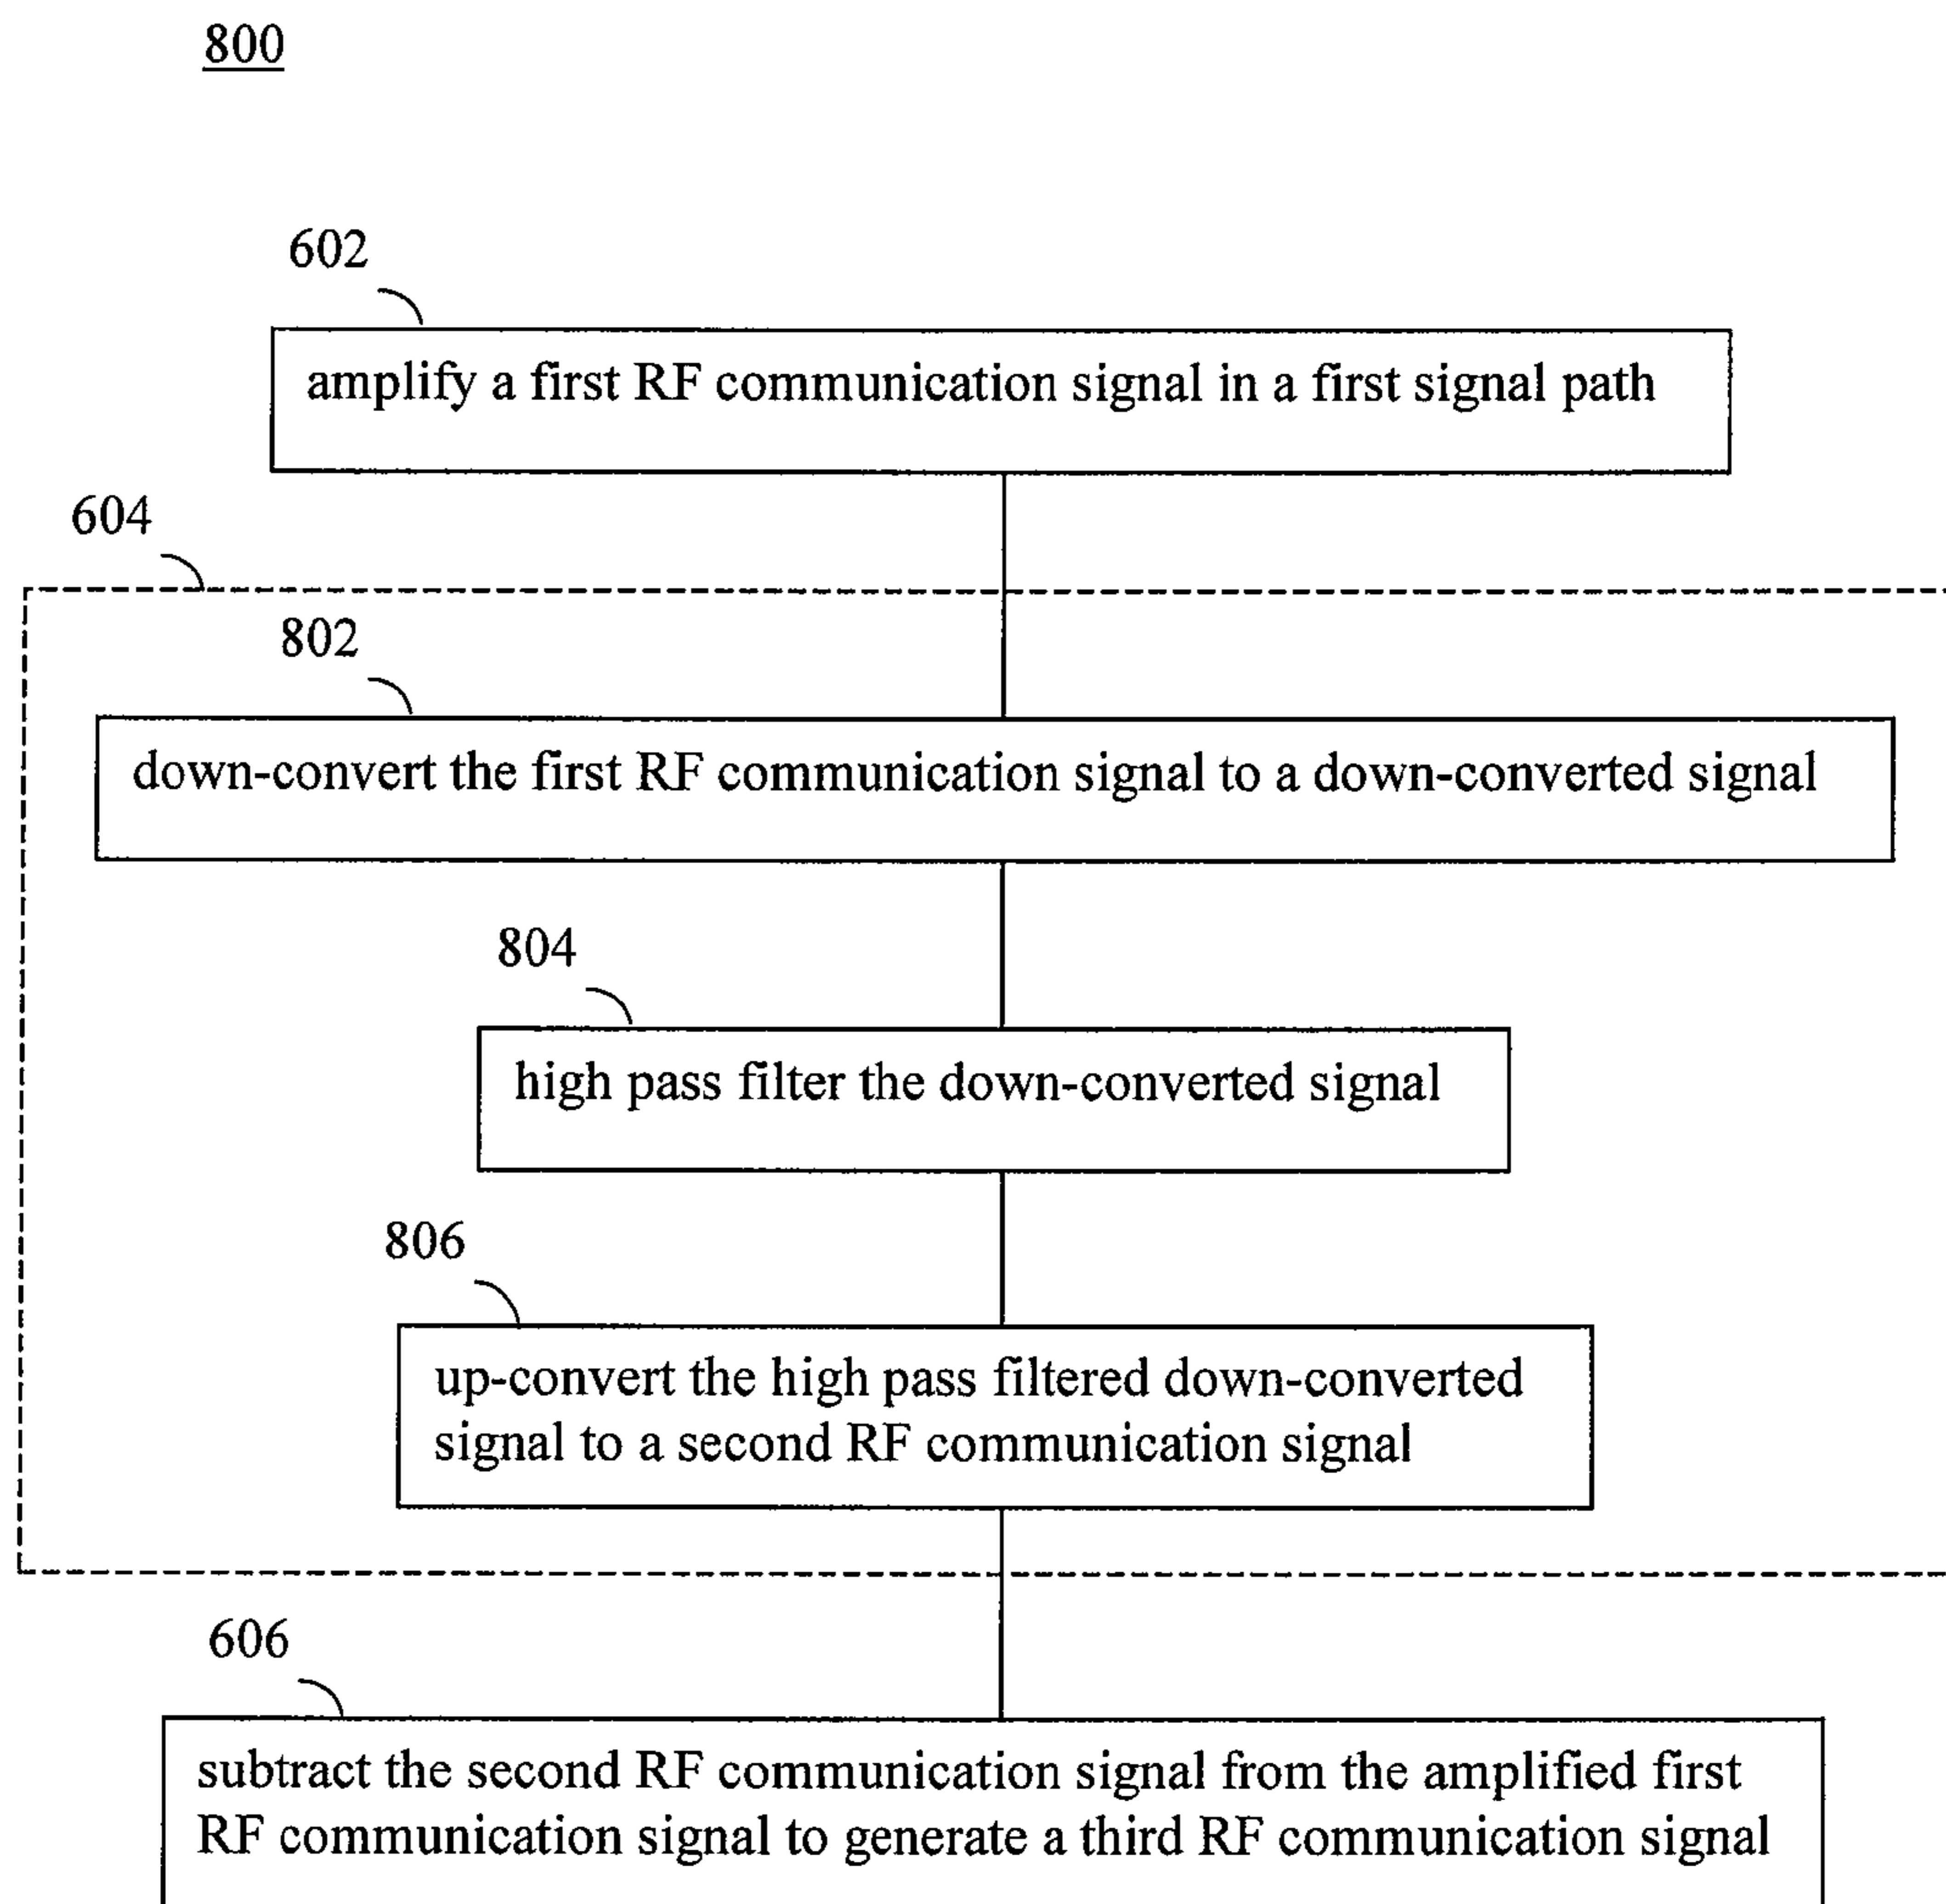 800
602
amplify a first RF communication signal in a first signal path
604
802
down-convert the first RF communication signal to a down-converted signal
804
high pass filter the down-converted signal
806
up-convert the high pass filtered down-converted
signal to a second RF communication signal
606
subtract the second RF communication signal from the amplified first
RF communication signal to generate a third RF communication signal